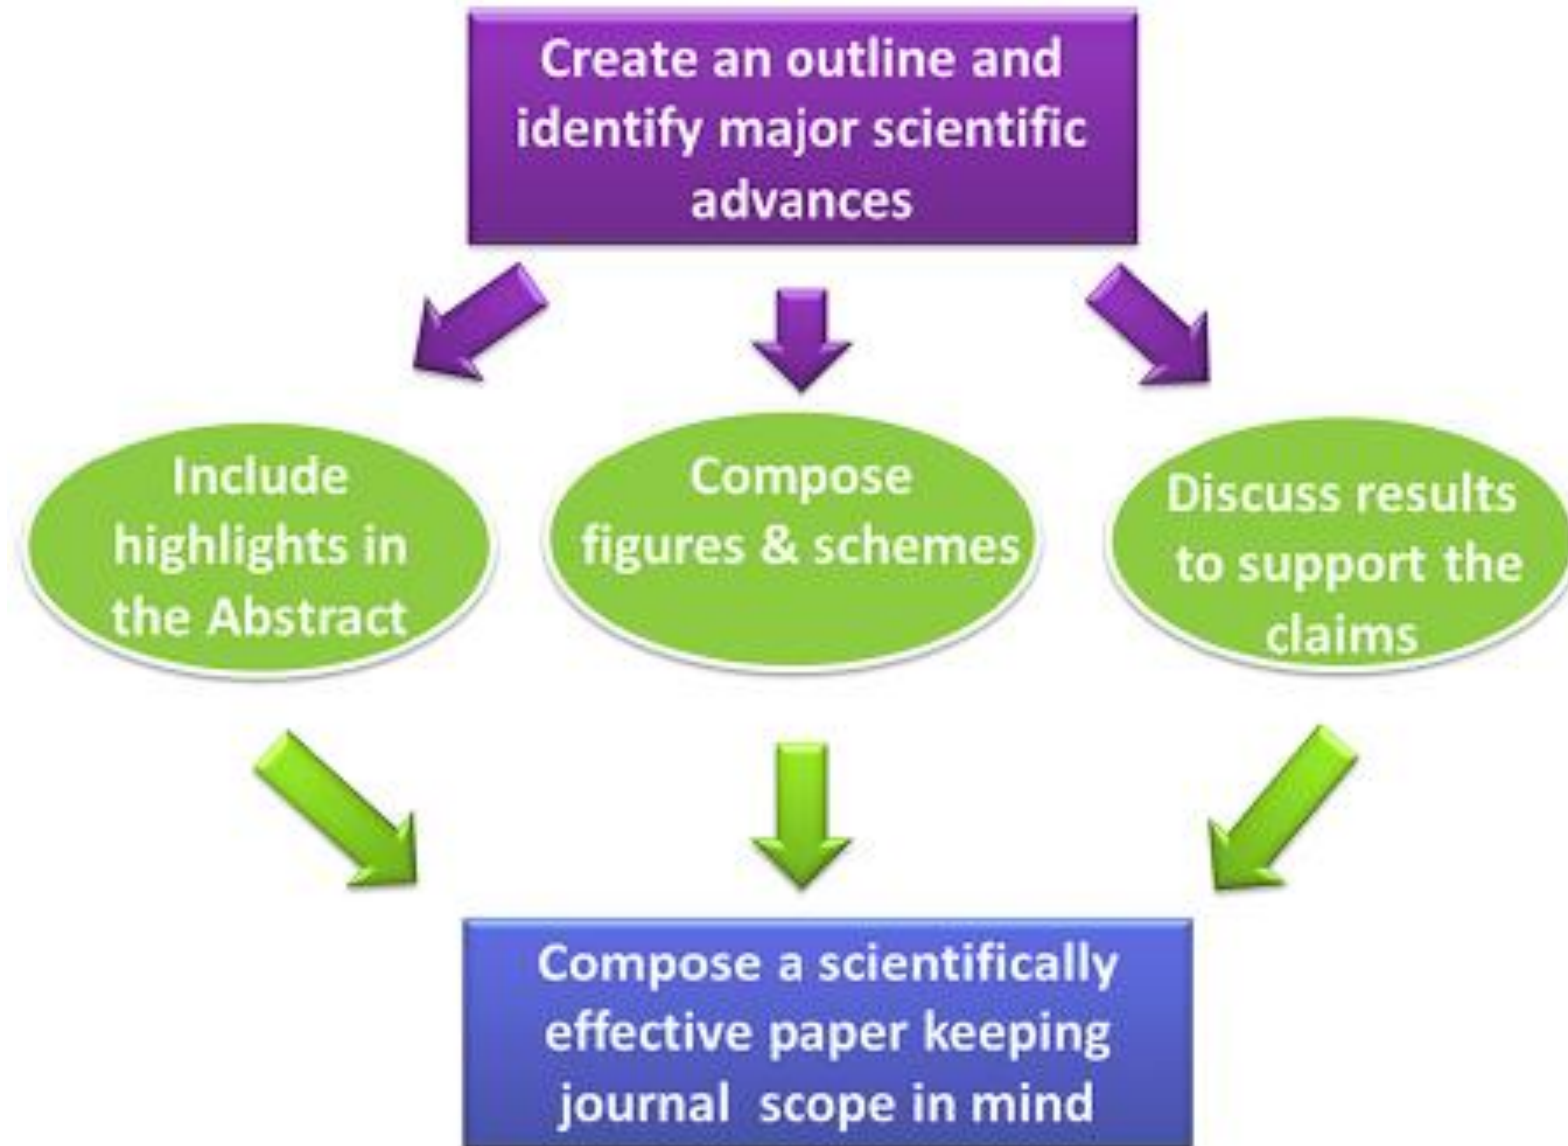 Create an outline and
identify major scientific
advances
Include
highlights in
the Abstract
Compose
figures & schemes
Discuss results
to support the
claims
Compose a scientifically
effective paper keeping
journal scope in mind